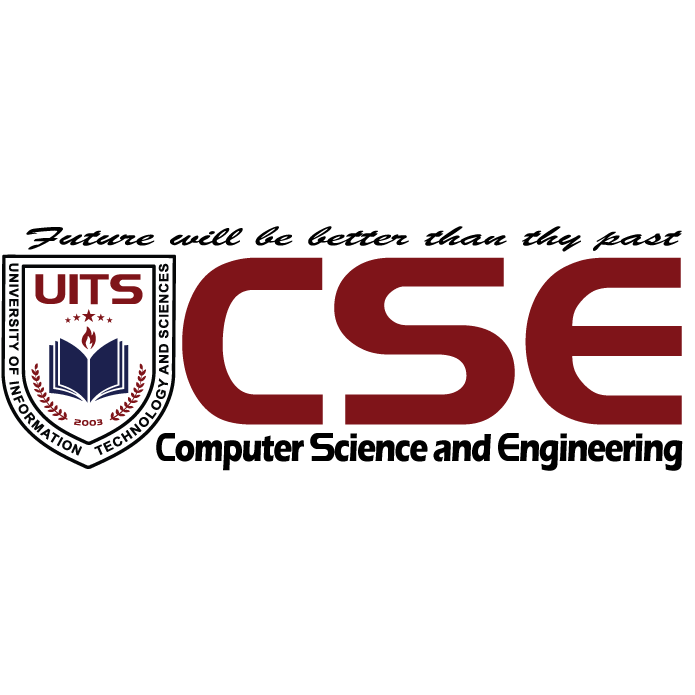 Future will be better than thy past
UITS
UNIVERSITY OF INFORMATION TECHNOLOGY AND SCIENCES
2003
CSE
Computer Science and Engineering